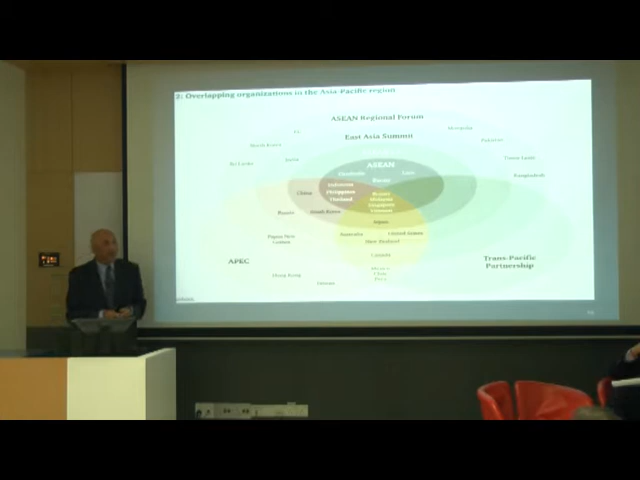 2: Overlapping organizations in the Asia-Pacific region
ASEAN Regional Forum
East Asia Summit
Mongolia
EU
North Korea
Pakistan
Sri Lanka
India
Timor Leste
ASEAN
Cambodia
Laos
Bangladesh
Burma
Indonesia
Philippines
Thailand
China
Brunei
Malaysia
Singapore
Vietnam
Russia
South Korea
Japan
Papua New
Guinea
Australia
United States
New Zealand
Canada
APEC
Trans-Pacific
Partnership
Hong Kong
Mexico
Chile
Peru
Taiwan